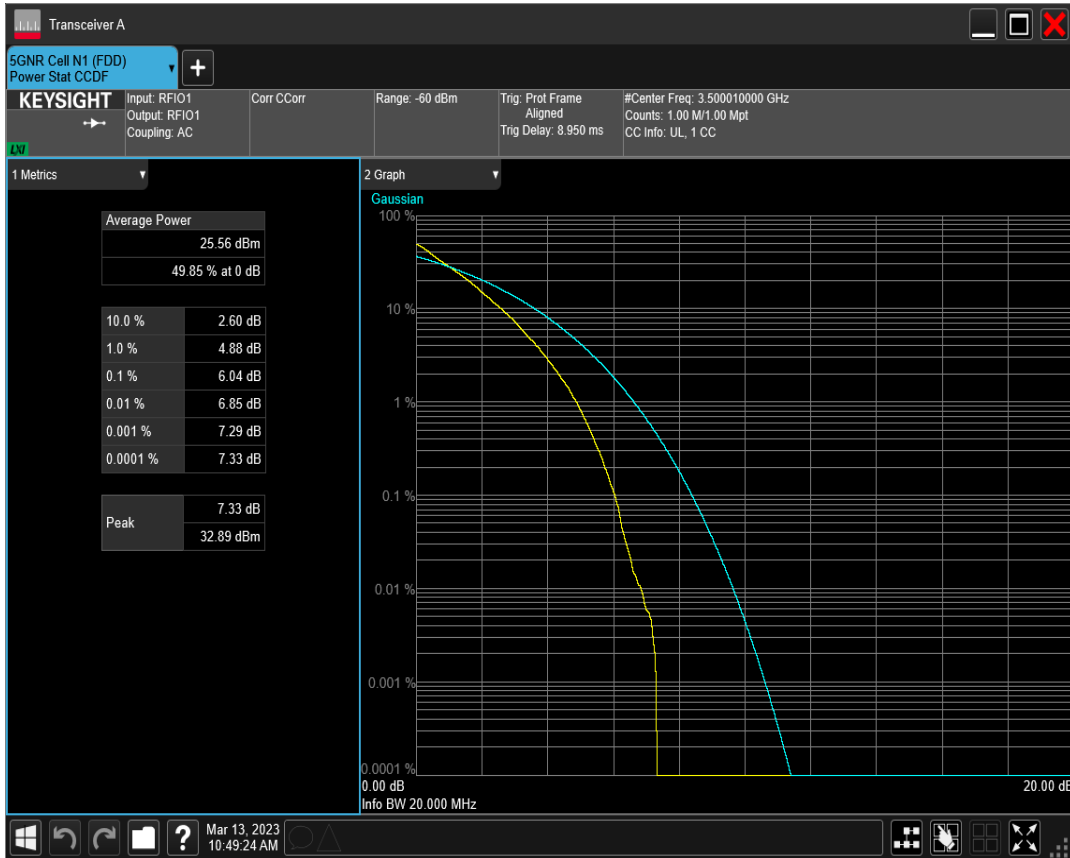 Transceiver A
5GNR Cell N1 (FDD)
Power Stat CCDF
+
KEYSIGHT
LXI
Input: RFIO1
Output: RFIO1
Coupling: AC
Corr CCorr
Range: -60 dBm
Trig: Prot Frame
Aligned
Trig Delay: 8.950 ms
#Center Freq: 3.500010000 GHz
Counts: 1.00 M/1.00 Mpt
CC Info: UL, 1 CC
1 Metrics
Average Power
25.56 dBm
49.85 % at 0 dB
10.0 % 2.60 dB
1.0 % 4.88 dB
0.1 % 6.04 dB
0.01 % 6.85 dB
0.001 % 7.29 dB
0.0001 % 7.33 dB
Peak
7.33 dB
32.89 dBm
2 Graph
Gaussian
100 %
10 %
1 %
0.1 %
0.01 %
0.001 %
0.0001 %
0.00 dB 20.00 dB
Info BW 20.000 MHz
?
Mar 13, 2023
10:49:24 AM